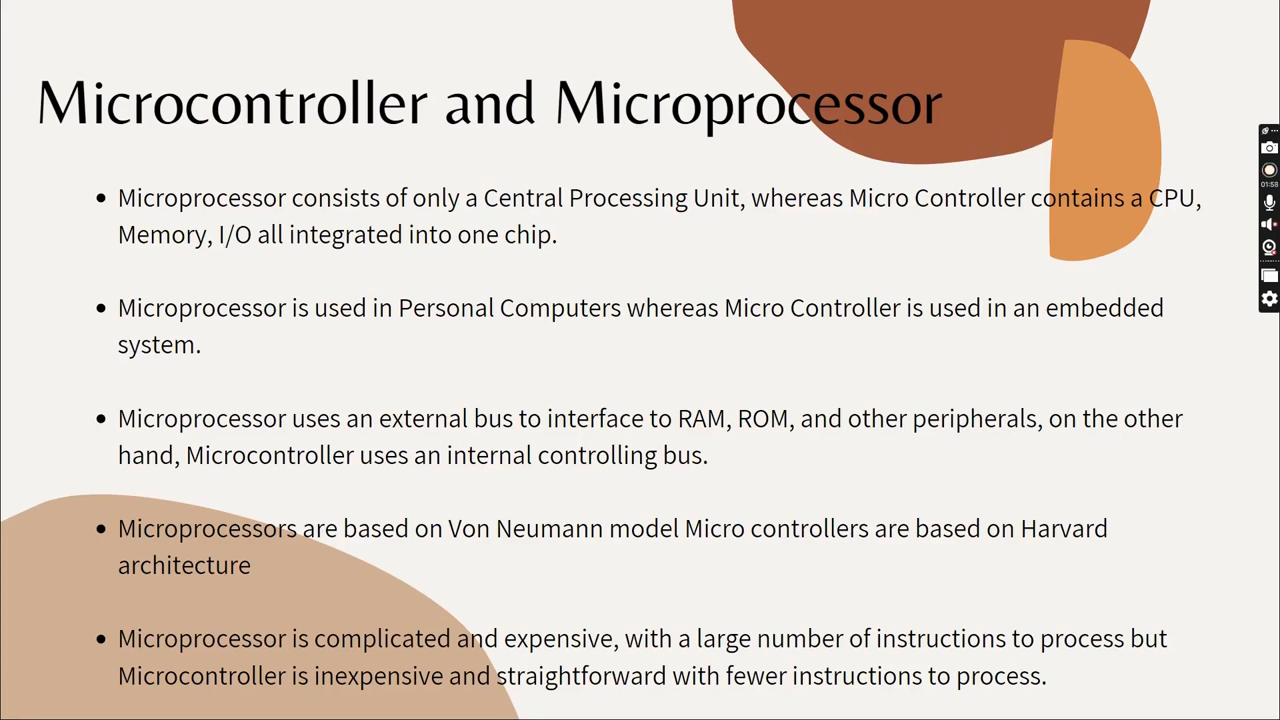 Microcontroller and Microprocessor
• Microprocessor consists of only a Central Processing Unit, whereas Micro Controller contains a CPU,
Memory, I/O all integrated into one chip.
• Microprocessor is used in Personal Computers whereas Micro Controller is used in an embedded
system.
• Microprocessor uses an external bus to interface to RAM, ROM, and other peripherals, on the other
hand, Microcontroller uses an internal controlling bus.
• Microprocessors are based on Von Neumann model Micro controllers are based on Harvard
architecture
• Microprocessor is complicated and expensive, with a large number of instructions to process but
Microcontroller is inexpensive and straightforward with fewer instructions to process.
01:58